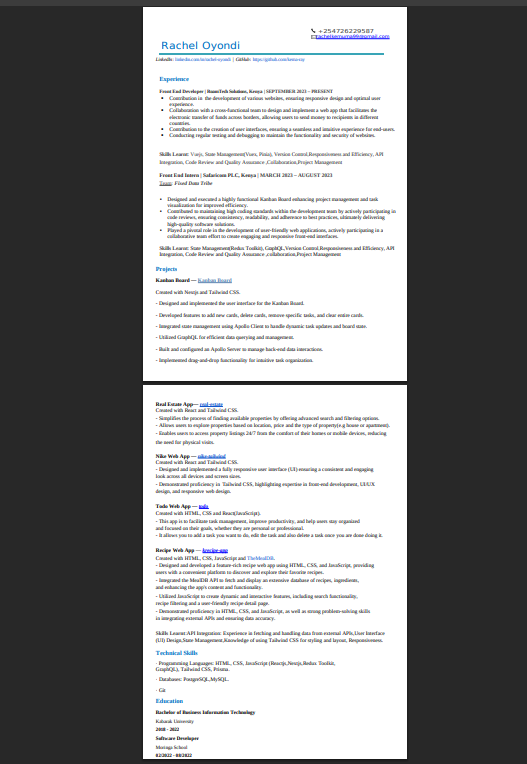 +254726229587
rachelkemuma99@gmail.com
Rachel Oyondi
LinkedIn: linkedin.com/in/rachel-oyondi | GitHub: https://github.com/kema-ray
Experience
Front End Developer | RoamTech Solutions, Kenya | SEPTEMBER 2023 – PRESENT
• Contribution in the development of various websites, ensuring responsive design and optimal user
experience.
• Collaboration with a cross-functional team to design and implement a web app that facilitates the
electronic transfer of funds across borders, allowing users to send money to recipients in different
countries.
• Contribution to the creation of user interfaces, ensuring a seamless and intuitive experience for end-users.
• Conducting regular testing and debugging to maintain the functionality and security of websites.
Skills Learnt: Vuejs, State Management(Vuex, Pinia), Version Control,Responsiveness and Efficiency, API
Integration, Code Review and Quality Assurance ,Collaboration,Project Management
Front End Intern | Safaricom PLC, Kenya | MARCH 2023 – AUGUST 2023
Team: Fixed Data Tribe
• Designed and executed a highly functional Kanban Board enhancing project management and task
visualization for improved efficiency.
• Contributed to maintaining high coding standards within the development team by actively participating in
code reviews, ensuring consistency, readability, and adherence to best practices, ultimately delivering
high-quality software solutions.
• Played a pivotal role in the development of user-friendly web applications, actively participating in a
collaborative team effort to create engaging and responsive front-end interfaces.
Skills Learnt: State Management(Redux Toolkit), GraphQL,Version Control,Responsiveness and Efficiency, API
Integration, Code Review and Quality Assurance ,collaboration,Project Management
Projects
Kanban Board — Kanban Board
Created with Nextjs and Tailwind CSS.
- Designed and implemented the user interface for the Kanban Board.
- Developed features to add new cards, delete cards, remove specific tasks, and clear entire cards.
- Integrated state management using Apollo Client to handle dynamic task updates and board state.
- Utilized GraphQL for efficient data querying and management.
- Built and configured an Apollo Server to manage back-end data interactions.
- Implemented drag-and-drop functionality for intuitive task organization.
Real Estate App— real-estate
Created with React and Tailwind CSS.
- Simplifies the process of finding available properties by offering advanced search and filtering options.
- Allows users to explore properties based on location, price and the type of property(e.g house or apartment).
- Enables users to access property listings 24/7 from the comfort of their homes or mobile devices, reducing
the need for physical visits.
Nike Web App — nike-tailwind
Created with React and Tailwind CSS.
- Designed and implemented a fully responsive user interface (UI) ensuring a consistent and engaging
look across all devices and screen sizes.
- Demonstrated proficiency in Tailwind CSS, highlighting expertise in front-end development, UI/UX
design, and responsive web design.
Todo Web App — todo
Created with HTML, CSS and React(JavaScript).
- This app is to facilitate task management, improve productivity, and help users stay organized
and focused on their goals, whether they are personal or professional.
- It allows you to add a task you want to do, edit the task and also delete a task once you are done doing it.
Recipe Web App — &recipe-app
Created with HTML, CSS, JavaScript and TheMealDB.
- Designed and developed a feature-rich recipe web app using HTML, CSS, and JavaScript, providing
users with a convenient platform to discover and explore their favorite recipes.
- Integrated the MealDB API to fetch and display an extensive database of recipes, ingredients,
and enhancing the app's content and functionality.
- Utilized JavaScript to create dynamic and interactive features, including search functionality,
recipe filtering and a user-friendly recipe detail page.
- Demonstrated proficiency in HTML, CSS, and JavaScript, as well as strong problem-solving skills
in integrating external APIs and ensuring data accuracy.
Skills Learnt:API Integration: Experience in fetching and handling data from external APIs,User Interface
(UI) Design,State Management,Knowledge of using Tailwind CSS for styling and layout, Responsiveness.
Technical Skills
· Programming Languages: HTML, CSS, JavaScript (Reactjs,Nextjs,Redux Toolkit,
GraphQL), Tailwind CSS, Prisma.
· Databases: PostgreSQL,MySQL.
· Git
Education
Bachelor of Business Information Technology
Kabarak University
2018 - 2022
Software Developer
Moringa School
02/2022 - 08/2022